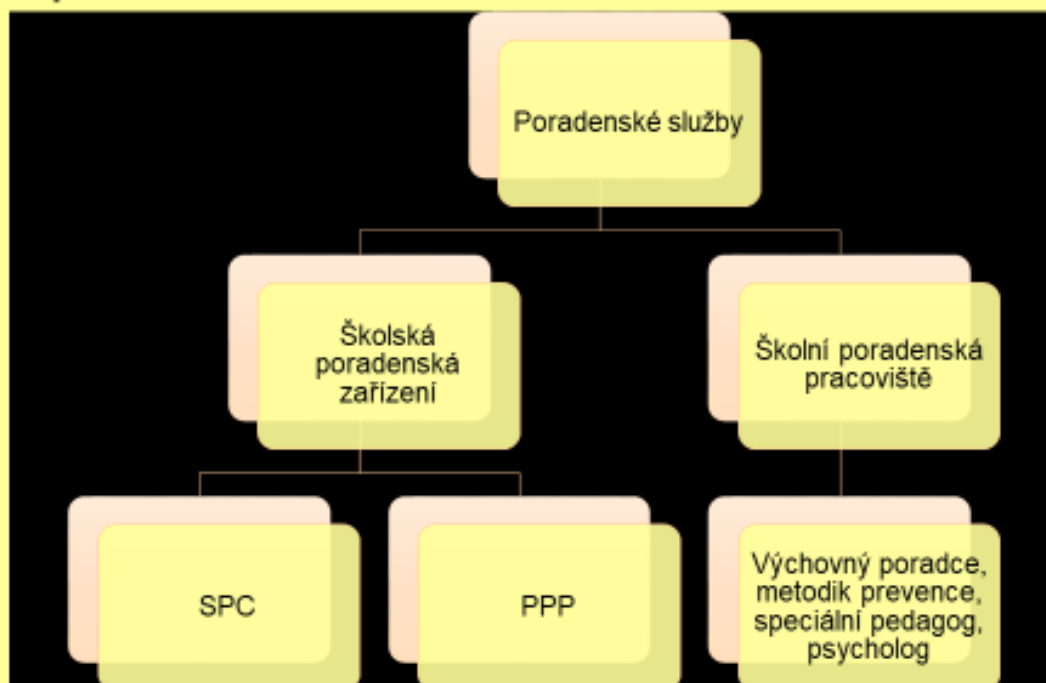 Poradenské služby
Školská
poradenská
zařízení
Školní poradenská
pracoviště
SPC
PPP
Výchovný poradce,
metodik prevence,
speciální pedagog,
psycholog